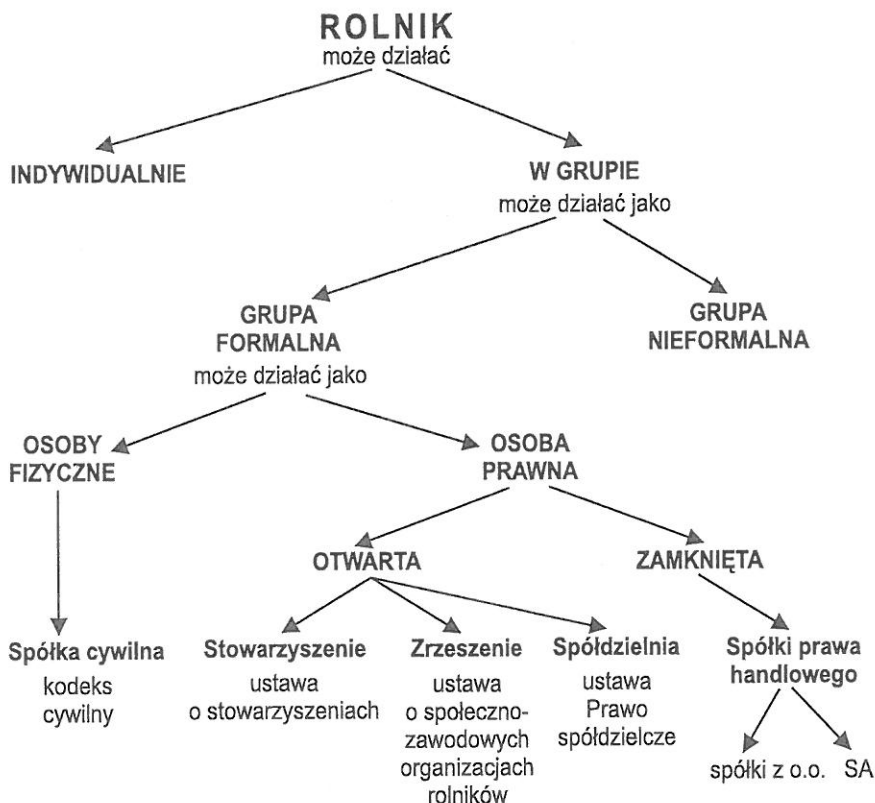 ROLNIK
może działać
INDYWIDUALNIE
W GRUPIE
może działać jako
GRUPA
FORMALNA
może działać jako
GRUPA
NIEFORMALNA
OSOBY
FIZYCZNE
OSOBA
PRAWNA
OTWARTA
ZAMKNIĘTA
Spółka cywilna
kodeks
cywilny
Stowarzyszenie
ustawa
o stowarzyszeniach
Zrzeszenie
ustawa
o społeczno-
zawodowych
organizacjach
rolników
Spółdzielnia
ustawa
Prawo
spółdzielcze
Spółki prawa
handlowego
spółki z o.o.
SA